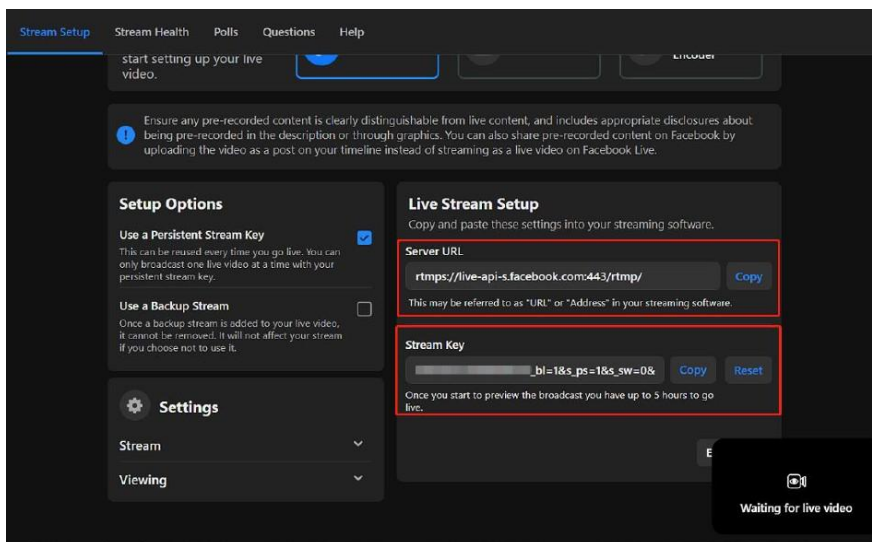 Stream Setup Stream Health Polls Questions Help
start setting up your live
video.
Ensure any pre-recorded content is clearly distinguishable from live content, and includes appropriate disclosures about
being pre-recorded in the description or through graphics. You can also share pre-recorded content on Facebook by
uploading the video as a post on your timeline instead of streaming as a live video on Facebook Live.
Setup Options
Use a Persistent Stream Key
This can be reused every time you go live. You can
only broadcast one live video at a time with your
persistent stream key.
Use a Backup Stream
Once a backup stream is added to your live video,
it cannot be removed. It will not affect your stream
if you choose not to use it.
Settings
Stream
Viewing
Live Stream Setup
Copy and paste these settings into your streaming software.
Server URL
rtmps://live-api-s.facebook.com:443/rtmp/ Copy
This may be referred to as "URL" or "Address" in your streaming software.
Stream Key
_bl=1&s_ps=1&s_sw=0& Copy Reset
Once you start to preview the broadcast you have up to 5 hours to go
live.
Waiting for live video